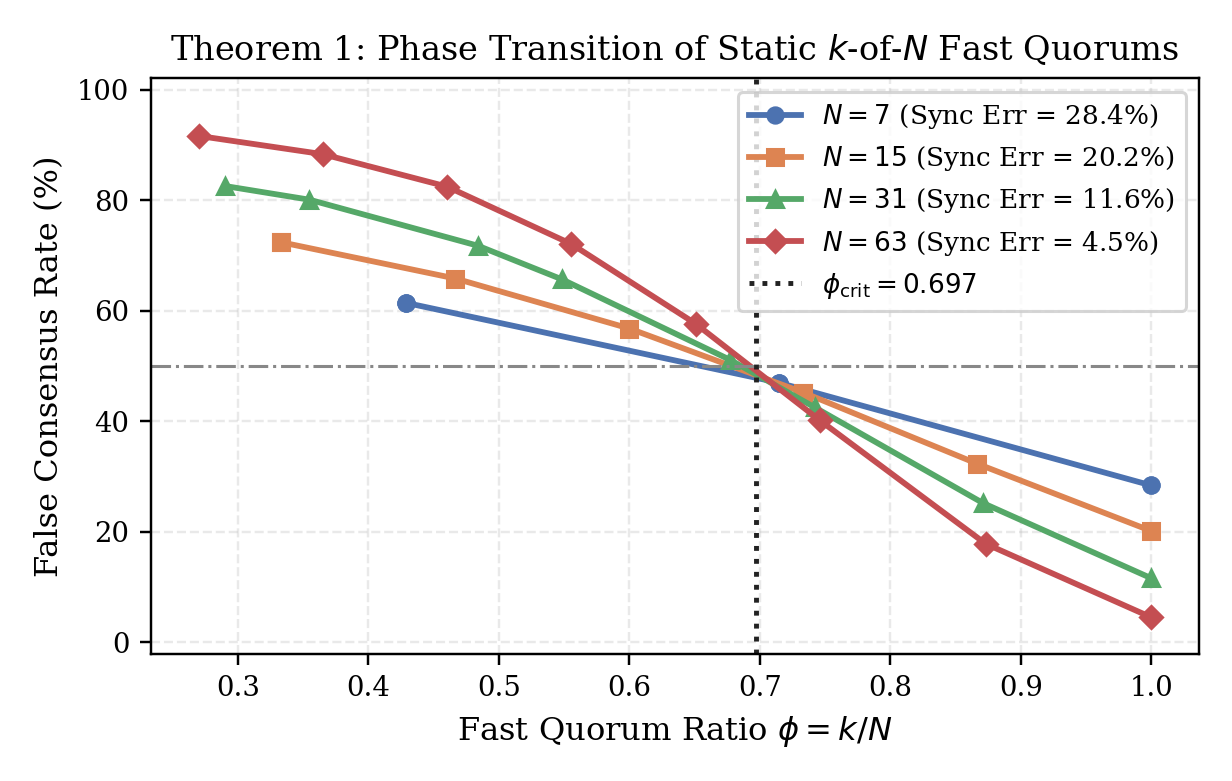 Theorem 1: Phase Transition of Static k-of-N Fast Quorums
100
80
60
40
20
0
False Consensus Rate (%)
N = 7 (Sync Err = 28.4%)
N = 15 (Sync Err = 20.2%)
N = 31 (Sync Err = 11.6%)
N = 63 (Sync Err = 4.5%)
ϕcrit = 0.697
0.3 0.4 0.5 0.6 0.7 0.8 0.9 1.0
Fast Quorum Ratio ϕ = k/N